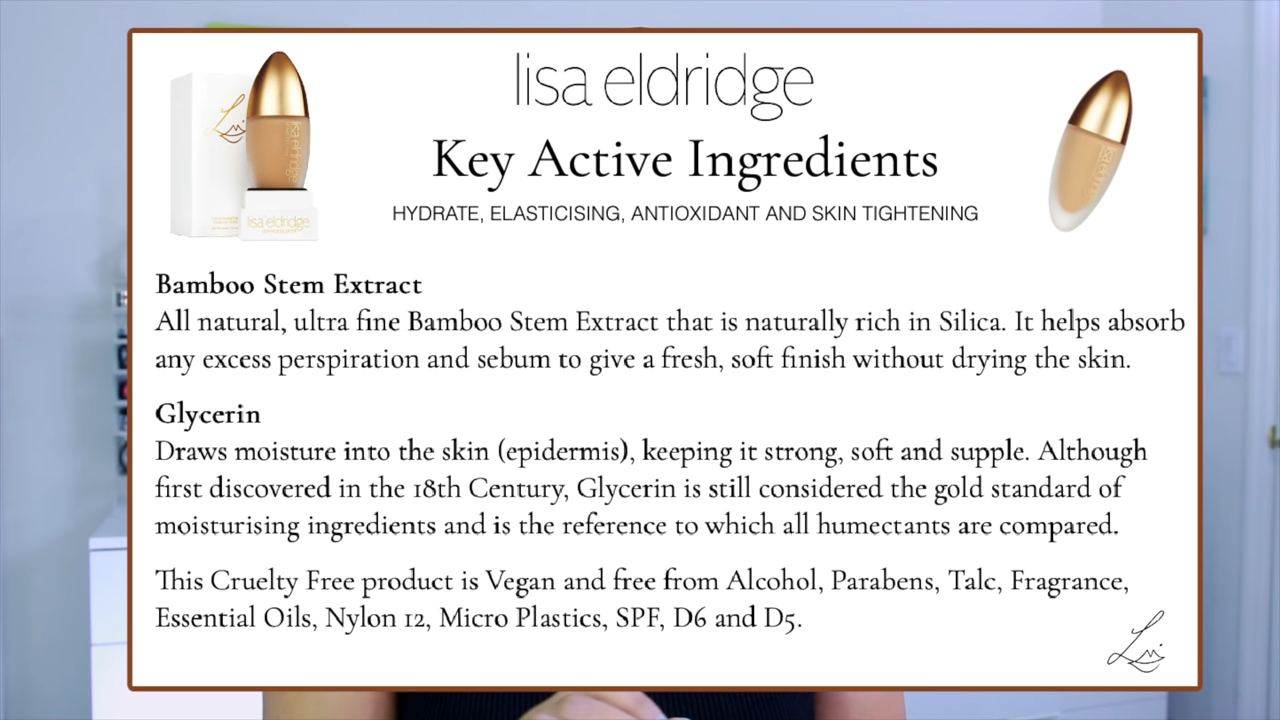 lisa eldridge
Key Active Ingredients
HYDRATE, ELASTICISING, ANTIOXIDANT AND SKIN TIGHTENING
lisa eldridge
lisa eldridge
Bamboo Stem Extract
All natural, ultra fine Bamboo Stem Extract that is naturally rich in Silica. It helps absorb
any excess perspiration and sebum to give a fresh, soft finish without drying the skin.
Glycerin
Draws moisture into the skin (epidermis), keeping it strong, soft and supple. Although
first discovered in the 18th Century, Glycerin is still considered the gold standard of
moisturising ingredients and is the reference to which all humectants are compared.
This Cruelty Free product is Vegan and free from Alcohol, Parabens, Talc, Fragrance,
Essential Oils, Nylon 12, Micro Plastics, SPF, D6 and D5.